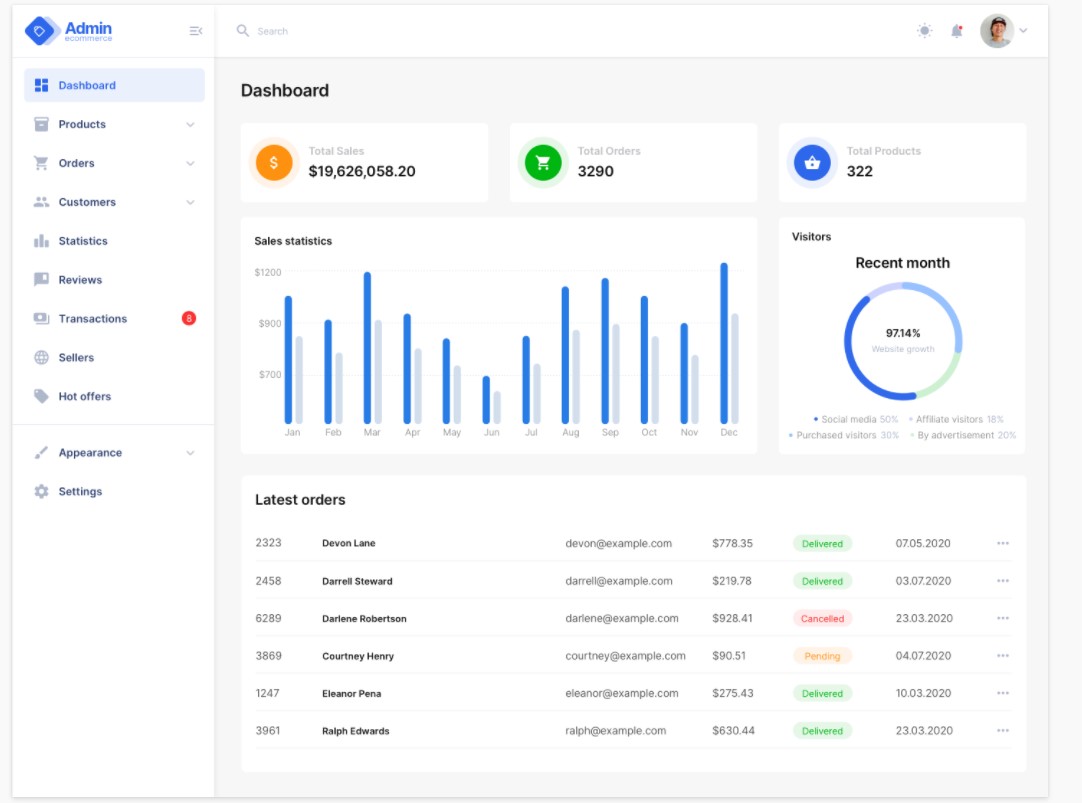 Admin
ecommerce
Search
Dashboard
Products
Orders
Customers
Statistics
Reviews
Transactions 8
Sellers
Hot offers
Appearance
Settings
Dashboard
Total Sales
$19,626,058.20
Total Orders
3290
Total Products
322
Sales statistics
$1200
$900
$700
Jan Feb Mar Apr May Jun Jul Aug Sep Oct Nov Dec
Visitors
Recent month
97.14%
Website growth
Social media 50% Affiliate visitors 18%
Purchased visitors 30% By advertisement 20%
Latest orders
2323 Devon Lane devon@example.com $778.35 Delivered 07.05.2020
2458 Darrell Steward darrell@example.com $219.78 Delivered 03.07.2020
6289 Darlene Robertson darlene@example.com $928.41 Cancelled 23.03.2020
3869 Courtney Henry courtney@example.com $90.51 Pending 04.07.2020
1247 Eleanor Pena eleanor@example.com $275.43 Delivered 10.03.2020
3961 Ralph Edwards ralph@example.com $630.44 Delivered 23.03.2020